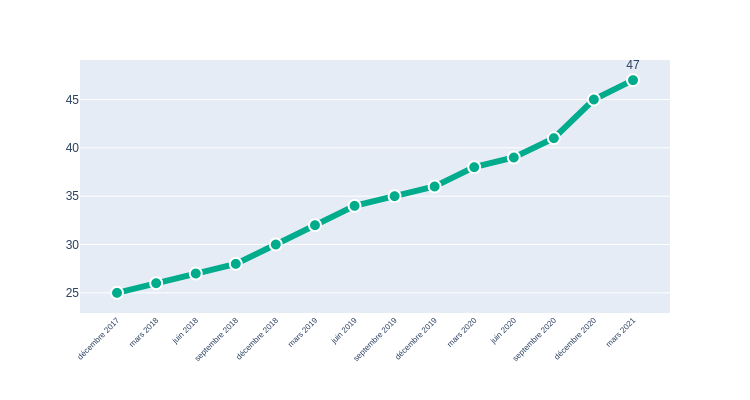 47
45
40
35
30
25
décembre 2017
mars 2018
juin 2018
septembre 2018
décembre 2018
mars 2019
juin 2019
septembre 2019
décembre 2019
mars 2020
juin 2020
septembre 2020
décembre 2020
mars 2021